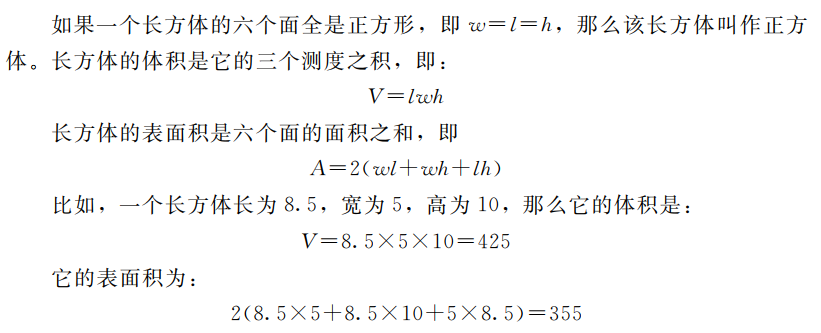 如果一个长方体的六个面全是正方形，即 w＝l＝h，那么该长方体叫作正方
体。长方体的体积是它的三个测度之积，即：
V＝lwh
长方体的表面积是六个面的面积之和，即
A＝2(wl＋wh＋lh)
比如，一个长方体长为 8.5，宽为 5，高为 10，那么它的体积是：
V＝8.5×5×10＝425
它的表面积为：
2(8.5×5＋8.5×10＋5×8.5)＝355